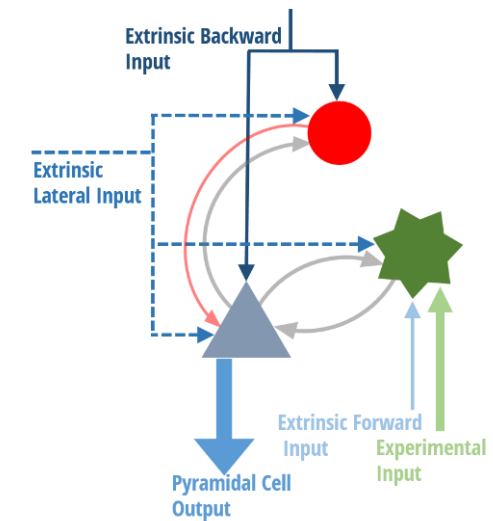 Extrinsic Backward
Input
Extrinsic
Lateral Input
Extrinsic Forward
Input
Experimental
Input
Pyramidal Cell
Output